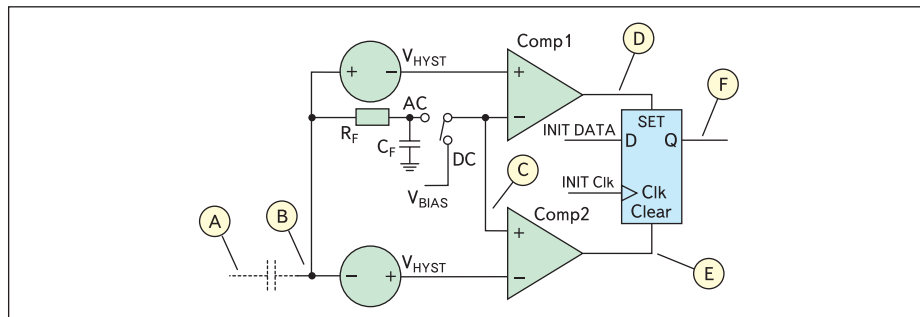 Comp1
D
VHYST
+
-
+
AC
SET
F
INIT DATA
D
Q
-
RF
CF
DC
C
INIT Clk
Clk
VBIAS
Comp2
Clear
A
B
+
VHYST
-
+
-
E